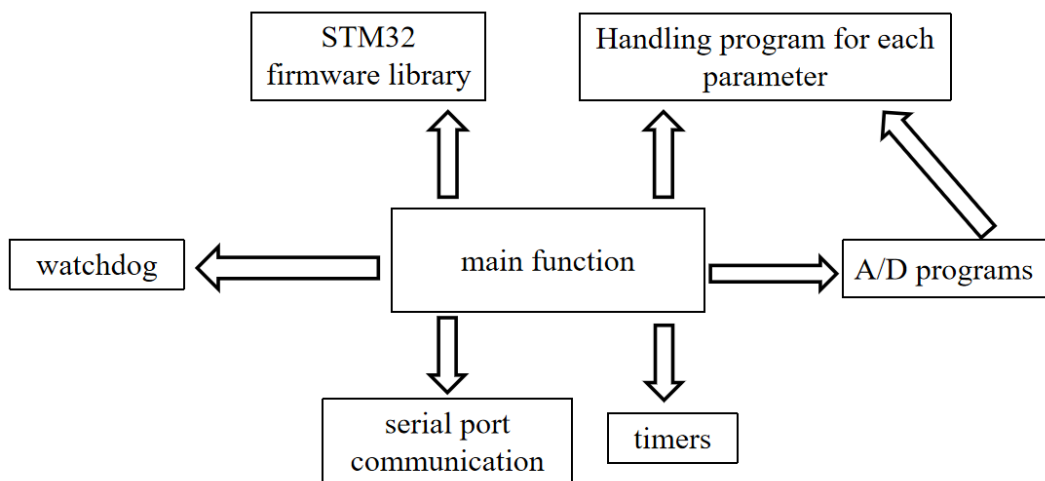 STM32
firmware library
Handling program for each
parameter
watchdog
main function
A/D programs
serial port
communication
timers